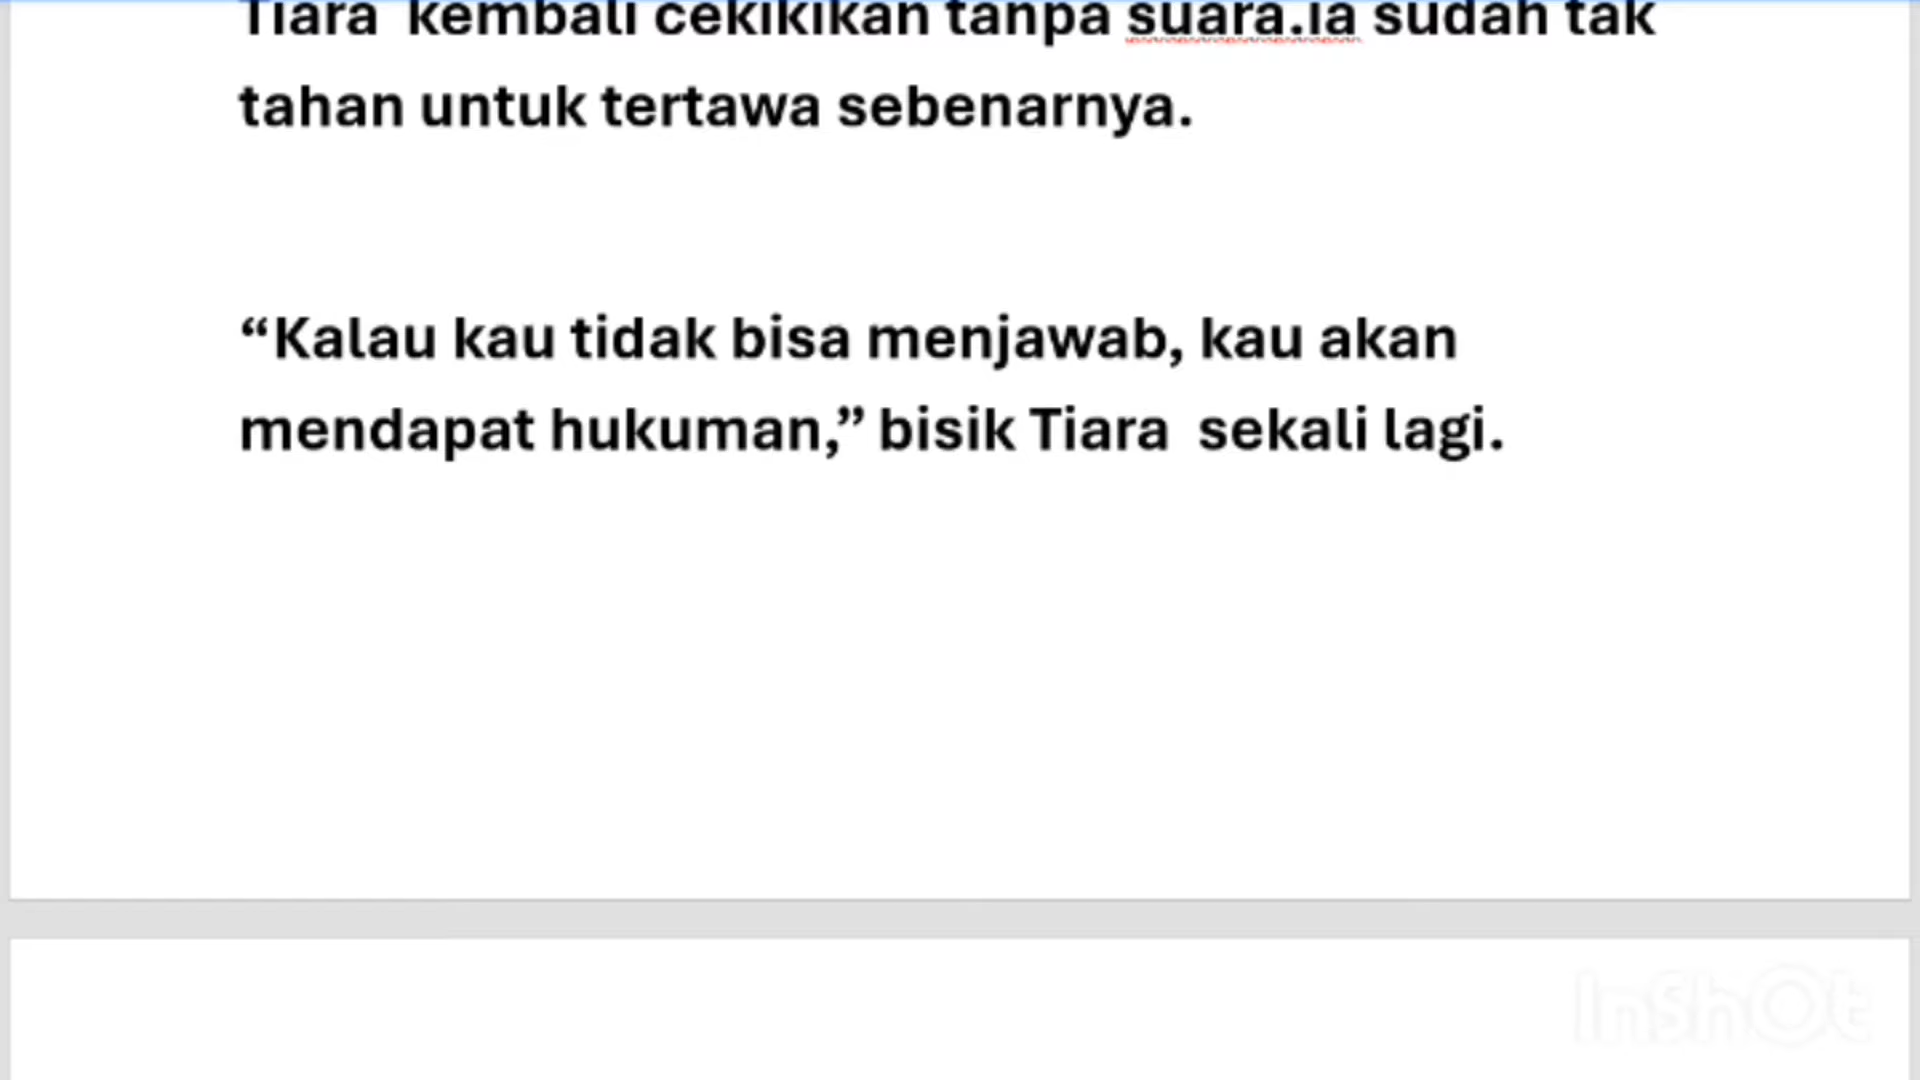 Tiara  kembali cekikikan tanpa suara.ia sudah tak
tahan untuk tertawa sebenarnya.
“Kalau kau tidak bisa menjawab, kau akan
mendapat hukuman,” bisik Tiara  sekali lagi.
InShOt